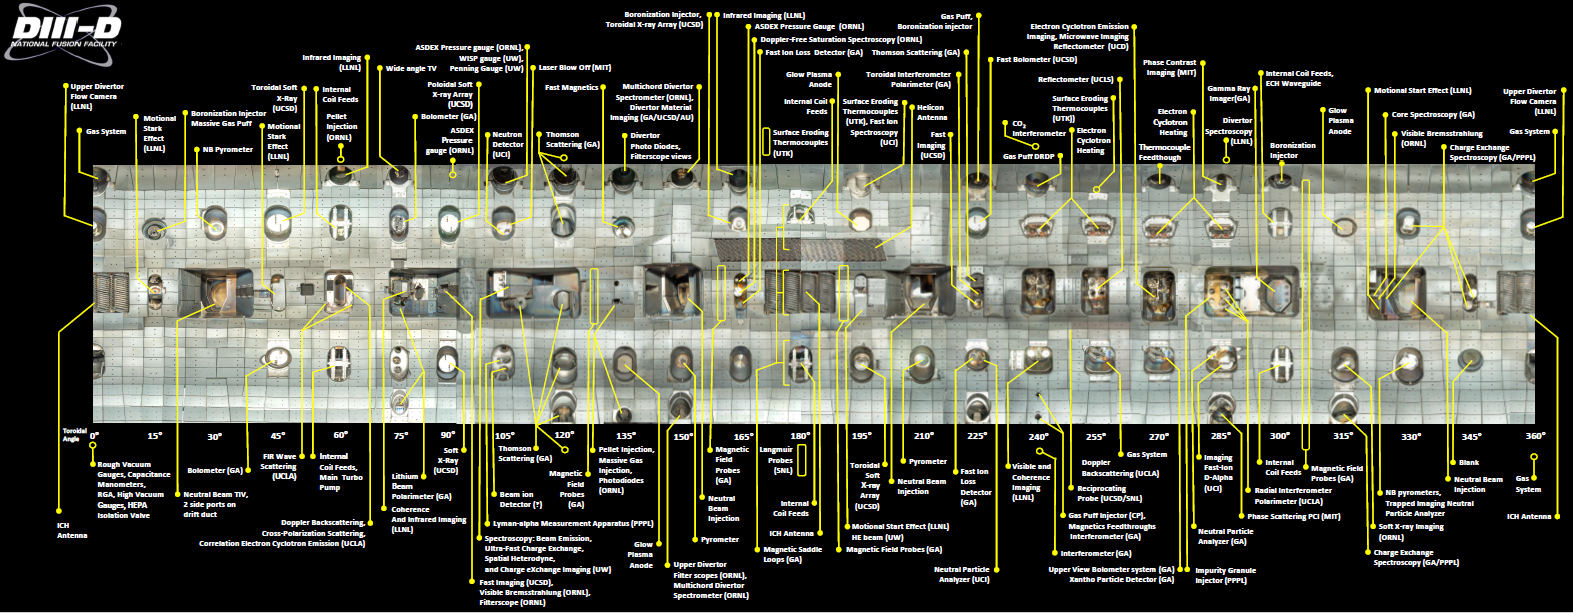 DIII-D
NATIONAL FUSION FACILITY
Upper Divertor
Flow Camera
(LLNL)
Gas System
Motional
Stark
Effect
(LLNL)
Boronization Injector
Massive Gas Puff
NB Pyrometer
Toroidal Soft
X-Ray
(UCSD)
Motional
Stark
Effect
(LLNL)
Infrared Imaging
(LLNL)
Internal
Coil Feeds
Pellet
Injection
(ORNL)
Wide angle TV
ASDEX Pressure gauge (ORNL),
WISP gauge (UW),
Penning Gauge (UW)
Poloidal Soft
X-ray Array
(UCSD)
Bolometer (GA)
ASDEX
Pressure
gauge (ORNL)
Neutron
Detector
(UCI)
Laser Blow Off (MIT)
Fast Magnetics
Thomson
Scattering (GA)
Boronization Injector,
Toroidal X-ray Array (UCSD)
Multichord Divertor
Spectrometer (ORNL),
Divertor Material
Imaging (GA/UCSD/AU)
Divertor
Photo Diodes,
Filterscope views
Infrared Imaging (LLNL)
ASDEX Pressure Gauge (ORNL)
Doppler-Free Saturation Spectroscopy (ORNL)
Fast Ion Loss Detector (GA)
Glow Plasma
Anode
Internal Coil
Feeds
Surface Eroding
Thermocouples
(UTK)
Gas Puff,
Boronization injector
Thomson Scattering (GA)
Toroidal Interferometer
Polarimeter (GA)
Surface Eroding
Thermocouples
(UTK), Fast Ion
Spectroscopy
(UCI)
Helicon
Antenna
Fast
Imaging
(UCSD)
Fast Bolometer (UCSD)
Electron Cyclotron Emission
Imaging, Microwave Imaging
Reflectometer (UCD)
Reflectometer (UCLS)
Surface Eroding
Thermocouples
(UTK))
CO2
Interferometer
Electron
Cyclotron
Heating
Gas Puff DRDP
Phase Contrast
Imaging (MIT)
Electron
Cyclotron
Heating
Thermocouple
Feedthough
Internal Coil Feeds,
ECH Waveguide
Gamma Ray
Imager(GA)
Divertor
Spectroscopy
(LLNL)
Boronization
Injector
Glow
Plasma
Anode
Motional Start Effect (LLNL)
Core Spectroscopy (GA)
Visible Bremsstrahlung
(ORNL)
Charge Exchange
Spectroscopy (GA/PPPL)
Upper Divertor
Flow Camera
(LLNL)
Gas System
Toroidal
Angle
0° 15° 30° 45° 60° 75° 90° 105° 120° 135° 150° 165° 180° 195° 210° 225° 240° 255° 270° 285° 300° 315° 330° 345° 360°
Rough Vacuum
Gauges, Capacitance
Manometers,
RGA, High Vacuum
Gauges, HEPA
Isolation Valve
ICH
Antenna
Bolometer (GA)
Neutral Beam TiV,
2 side ports on
drift duct
FIR Wave
Scattering
(UCLA)
Internal
Coil Feeds,
Main Turbo
Pump
Doppler Backscattering,
Cross-Polarization Scattering,
Correlation Electron Cyclotron Emission (UCLA)
Lithium
Beam
Polarimeter (GA)
Coherence
And Infrared Imaging
(LLNL)
Soft
X-Ray
(UCSD)
Thomson
Scattering (GA)
Beam ion
Detector (?)
Lyman-alpha Measurement Apparatus (PPPL)
Spectroscopy: Beam Emission,
Ultra-Fast Charge Exchange,
Spatial Heterodyne,
and Charge eXchange Imaging (UW)
Fast Imaging (UCSD),
Visible Bremsstrahlung (ORNL),
Filterscope (ORNL)
Magnetic
Field
Probes
(GA)
Pellet Injection,
Massive Gas
Injection,
Photodiodes
(ORNL)
Glow
Plasma
Anode
Upper Divertor
Filter scopes (ORNL),
Multichord Divertor
Spectrometer (ORNL)
Magnetic
Field
Probes
(GA)
Neutral
Beam
Injection
Pyrometer
Langmuir
Probes
(SNL)
Internal
Coil Feeds
ICH Antenna
Magnetic Saddle
Loops (GA)
Toroidal
Soft
X-ray
Array
(UCSD)
Motional Start Effect (LLNL)
HE beam (UW)
Magnetic Field Probes (GA)
Pyrometer
Neutral Beam
Injection
Fast Ion
Loss
Detector
(GA)
Neutral Particle
Analyzer (UCI)
Visible and
Coherence
Imaging
(LLNL)
Doppler
Backscattering (UCLA)
Gas System
Reciprocating
Probe (UCSD/SNL)
Gas Puff Injector (CP),
Magnetics Feedthroughs
Interferometer (GA)
Interferometer (GA)
Upper View Bolometer system (GA)
Xantho Particle Detector (GA)
Imaging
Fast-Ion
D-Alpha
(UCI)
Neutral Particle
Analyzer (GA)
Impurity Granule
Injector (PPPL)
Internal
Coil Feeds
Magnetic Field
Probes (GA)
Radial Interferometer
Polarimeter (UCLA)
Phase Scattering PCI (MIT)
Blank
Neutral Beam
Injection
NB pyrometers,
Trapped Imaging Neutral
Particle Analyzer
Soft X-ray Imaging
(ORNL)
Charge Exchange
Spectroscopy (GA/PPPL)
Gas
System
ICH Antenna